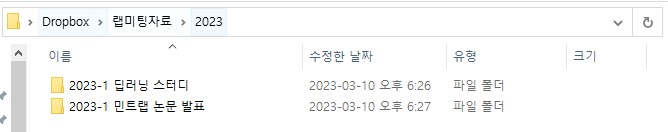 Dropbox > 랩미팅자료 > 2023
이름 수정한 날짜 유형 크기
2023-1 딥러닝 스터디 2023-03-10 오후 6:26 파일 폴더
2023-1 민트랩 논문 발표 2023-03-10 오후 6:27 파일 폴더